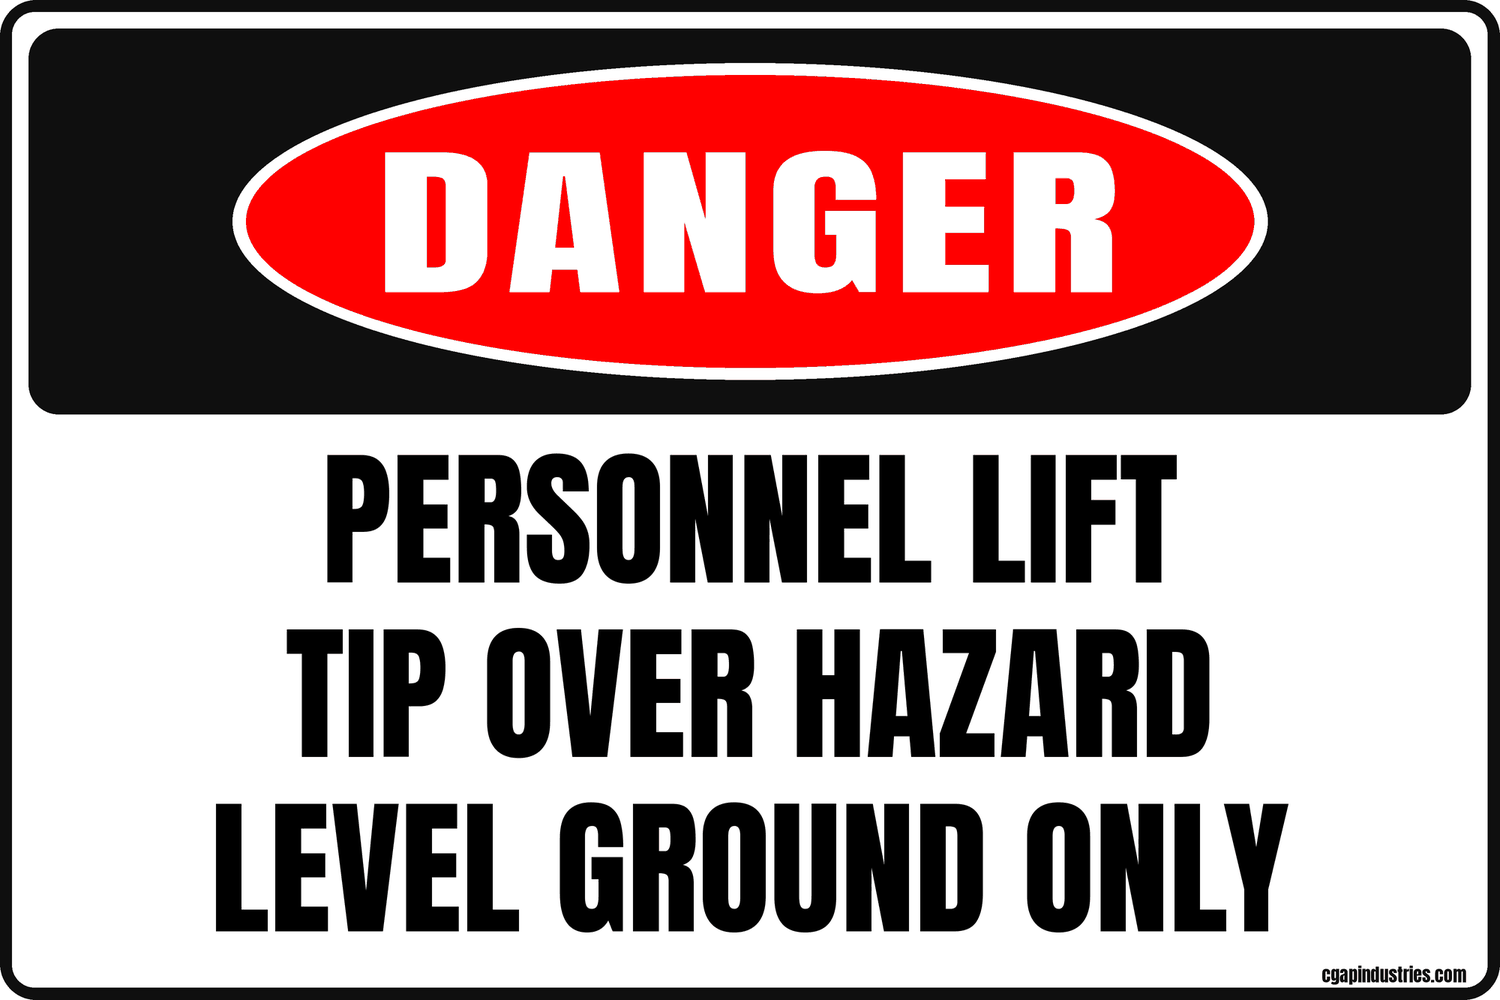 DANGER
PERSONNEL LIFT
TIP OVER HAZARD
LEVEL GROUND ONLY
cgapindustries.com